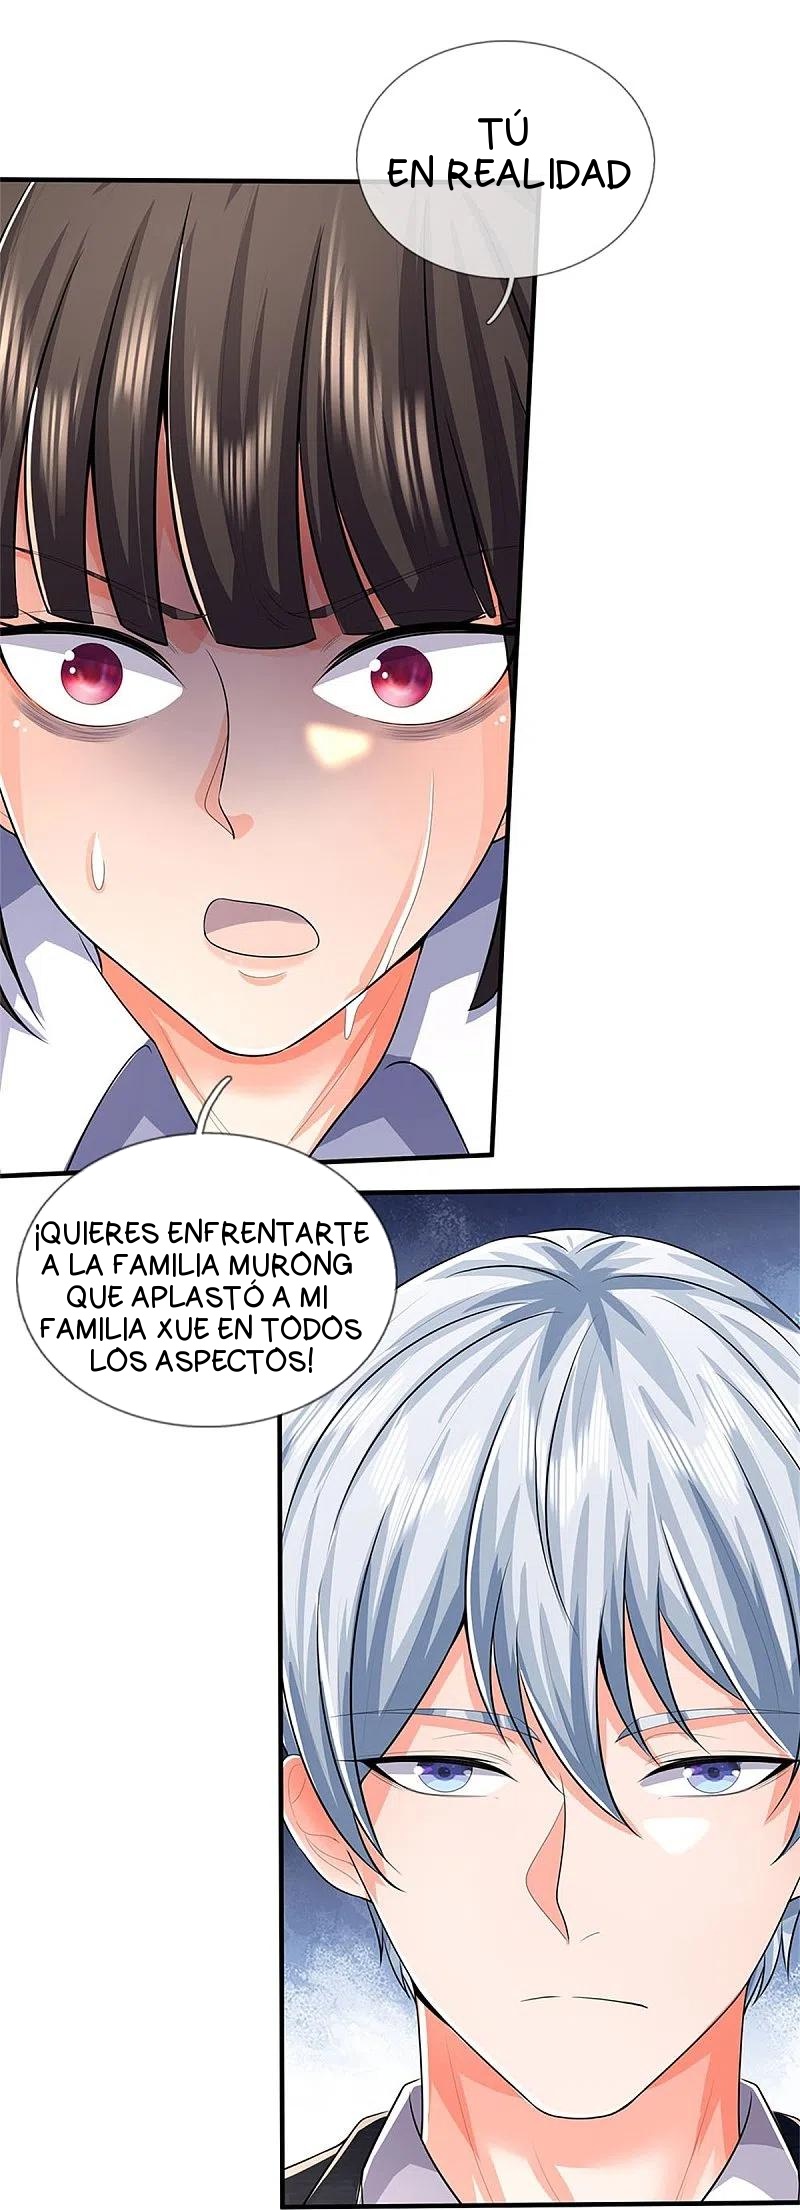 TÚ
EN REALIDAD
¡QUIERES ENFRENTARTE
A LA FAMILIA MURONG
QUE APLASTÓ A MI
FAMILIA XUE EN TODOS
LOS ASPECTOS!